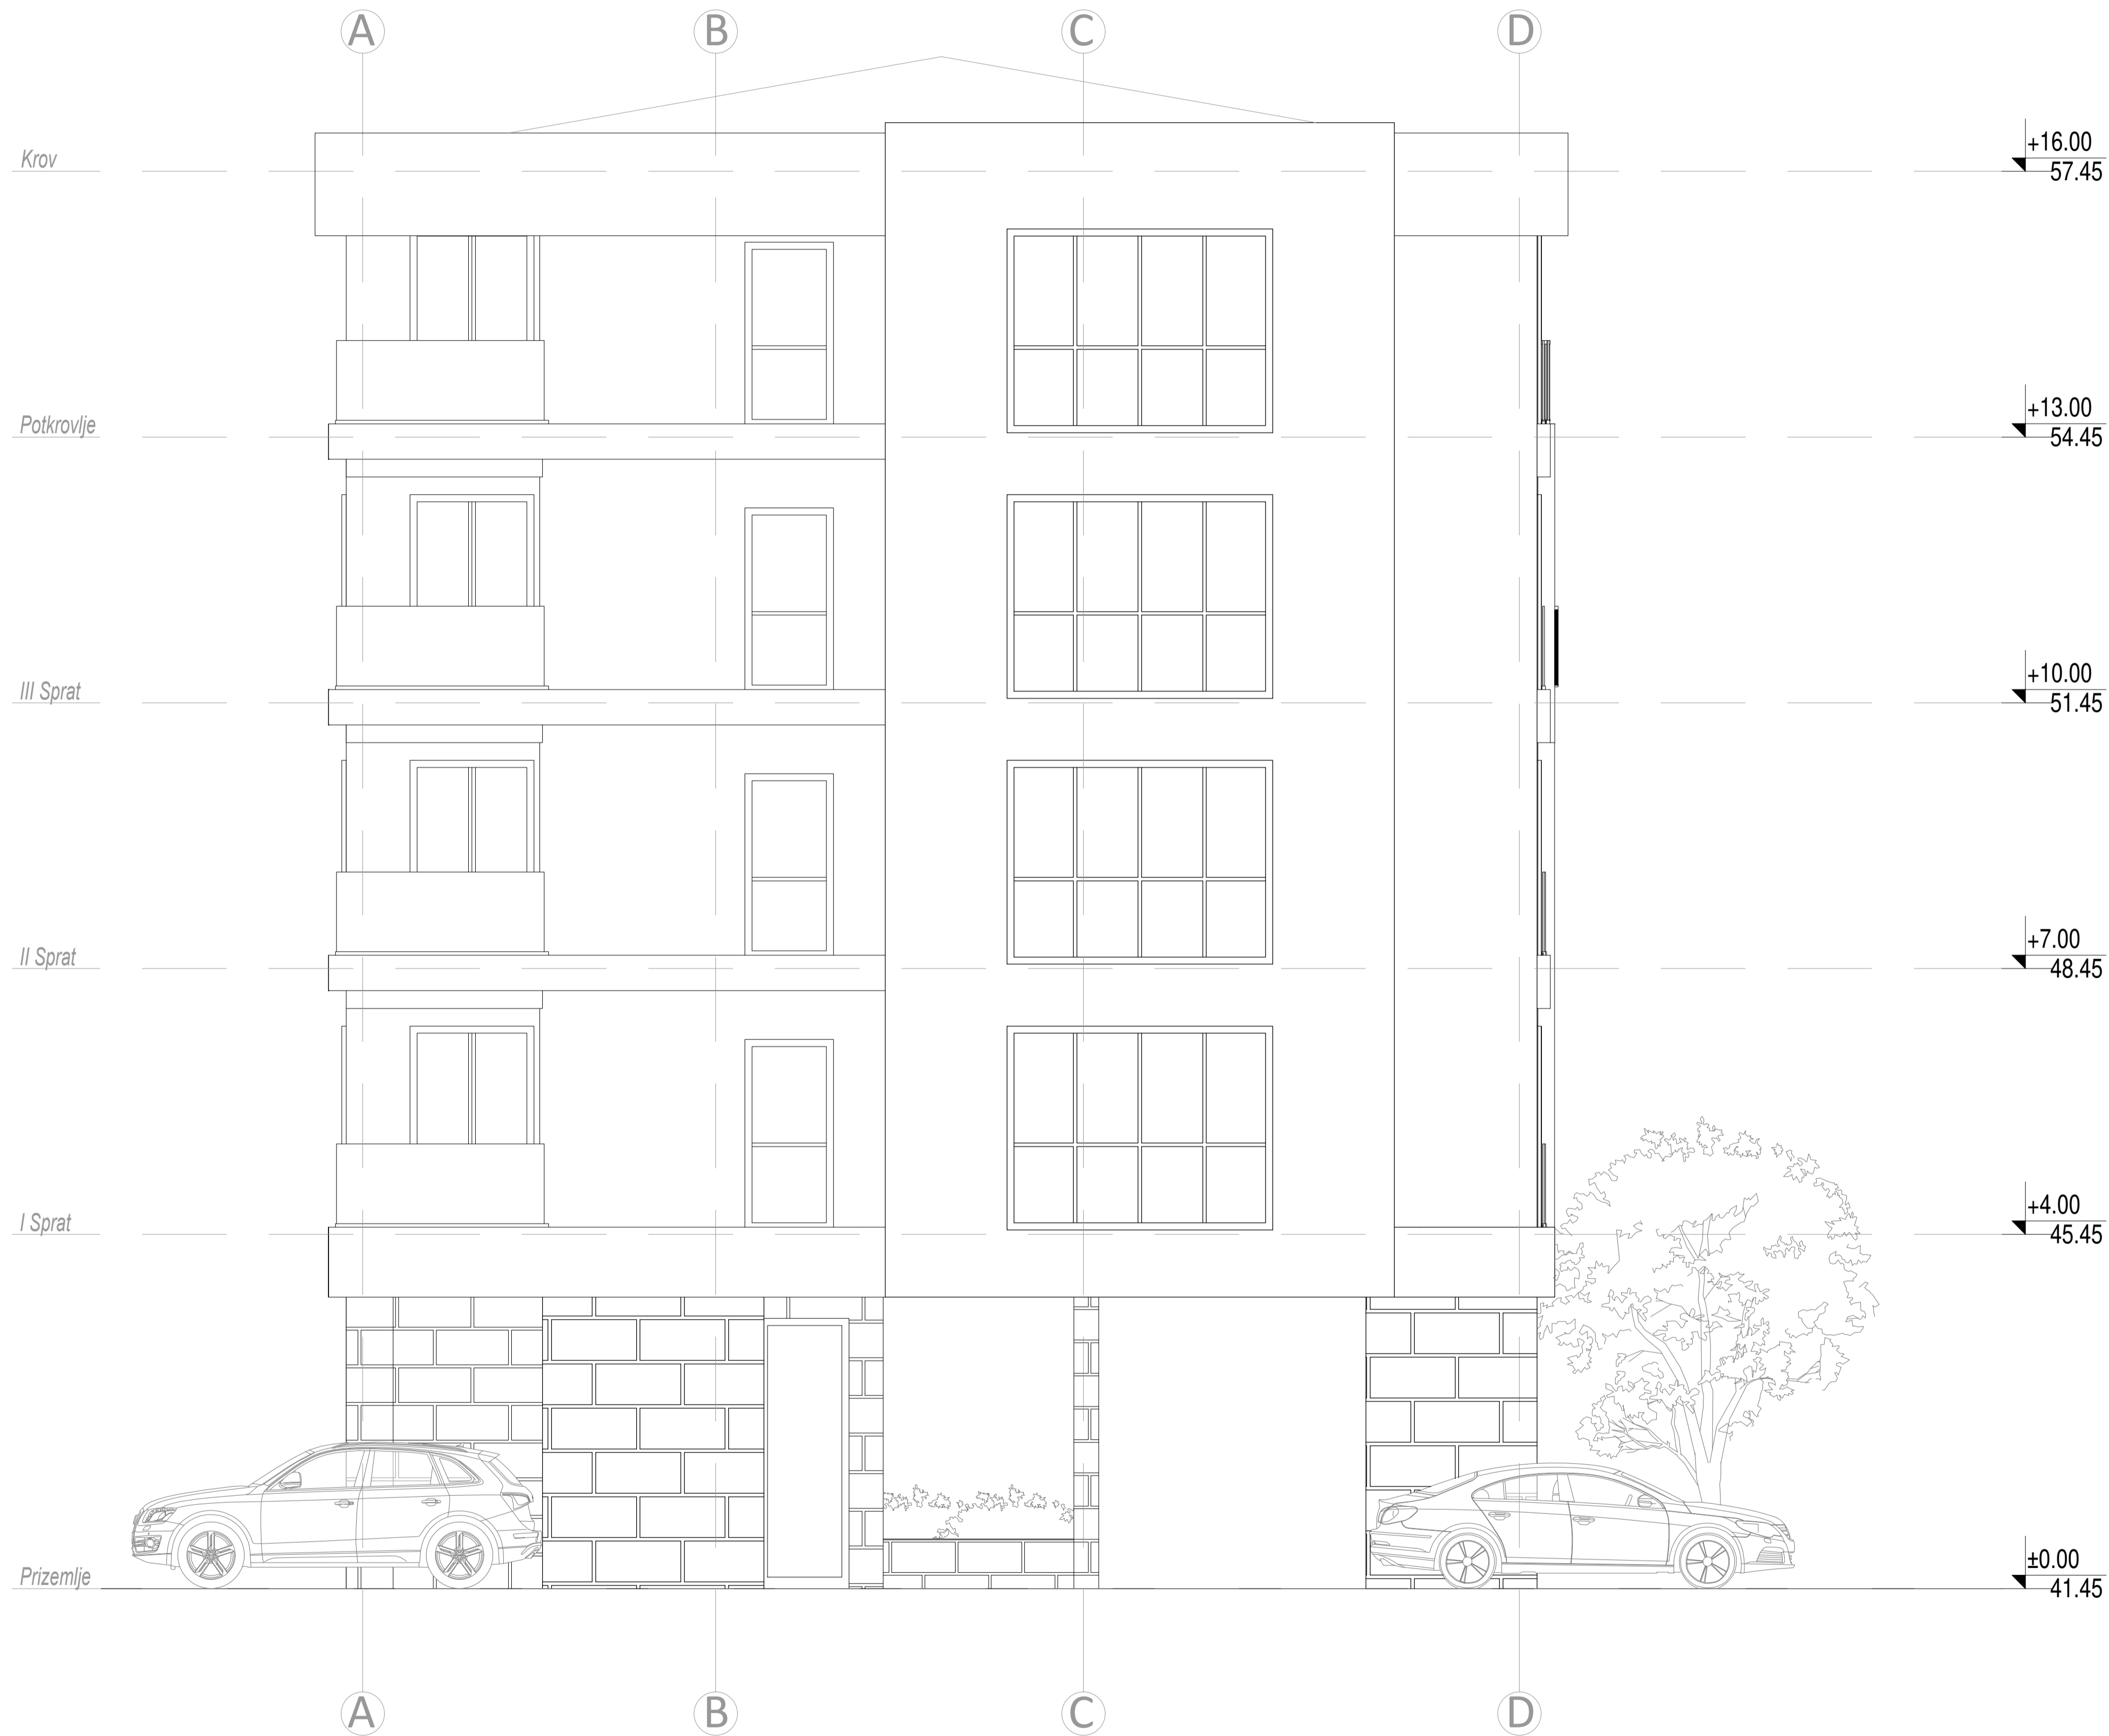 A B C D
Krov +16.00
57.45
Potkrovlje +13.00
54.45
III Sprat +10.00
51.45
II Sprat +7.00
48.45
I Sprat +4.00
45.45
Prizemlje ±0.00
41.45
A B C D